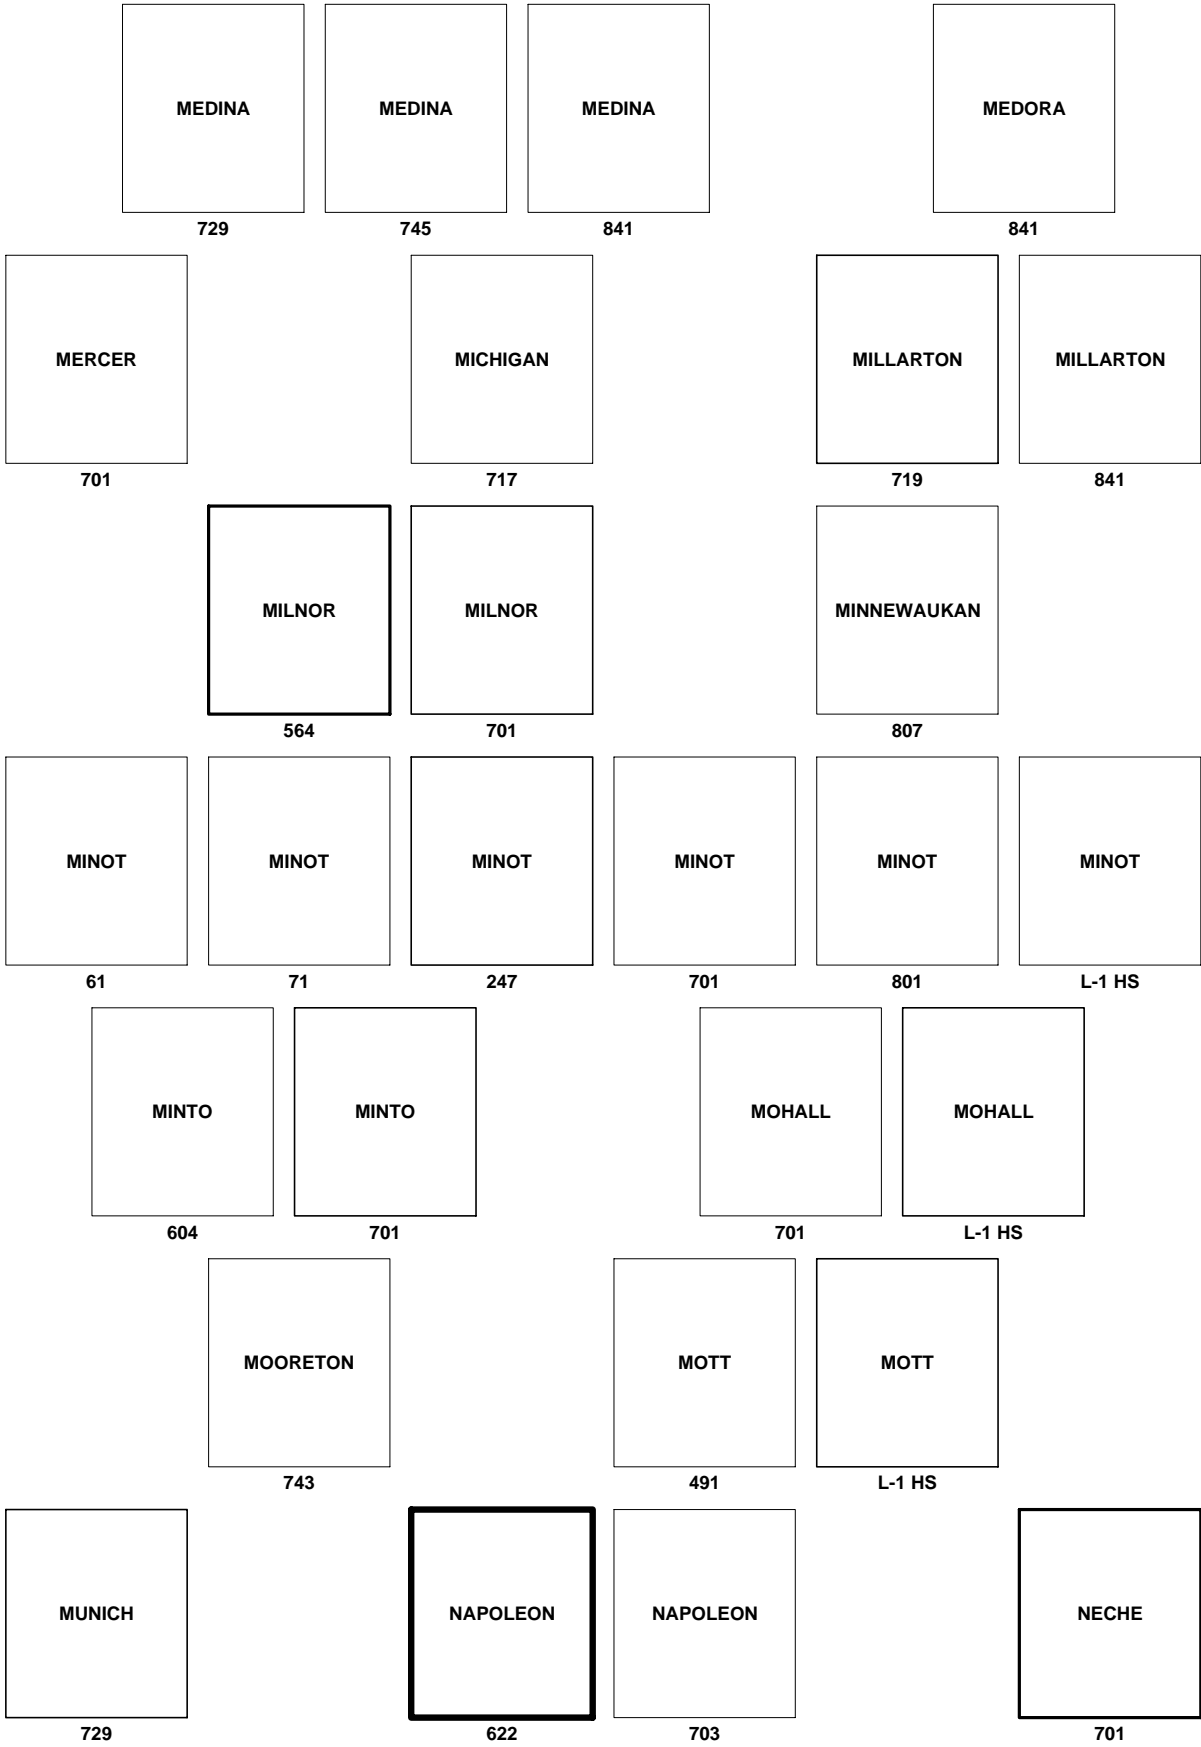 MEDINA MEDINA MEDINA MEDORA
729 745 841 841
MERCER MICHIGAN MILLARTON MILLARTON
701 717 719 841
MILNOR MILNOR MINNEWAUKAN
564 701 807
MINOT MINOT MINOT MINOT MINOT MINOT
61 71 247 701 801 L-1 HS
MINTO MINTO MOHALL MOHALL
604 701 701 L-1 HS
MOORETON MOTT MOTT
743 491 L-1 HS
MUNICH NAPOLEON NAPOLEON NECHE
729 622 703 701